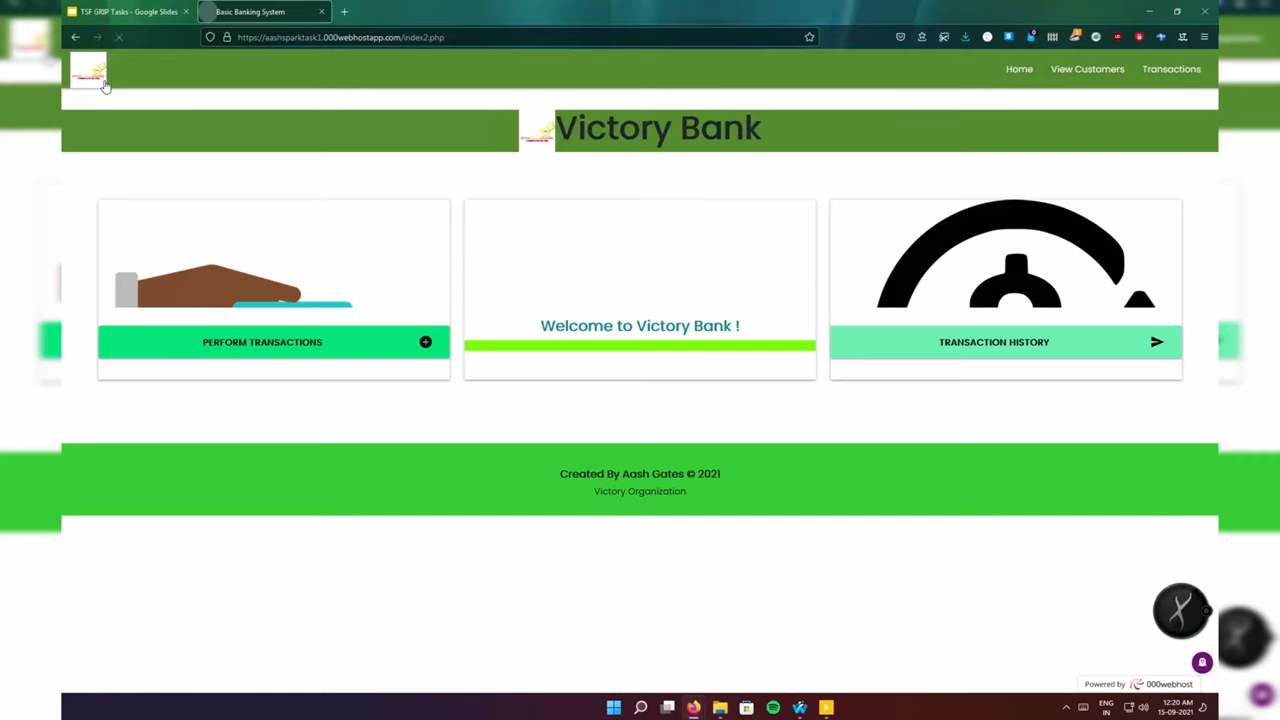 TSF GRIP Tasks - Google Slides
Basic Banking System
https://aashsparktask1.000webhostapp.com/index2.php
Home
View Customers
Transactions
Victory Bank
PERFORM TRANSACTIONS
Welcome to Victory Bank !
TRANSACTION HISTORY
Created By Aash Gates © 2021
Victory Organization
Powered by 000webhost
ENG
IN
12:20 AM
15-09-2021